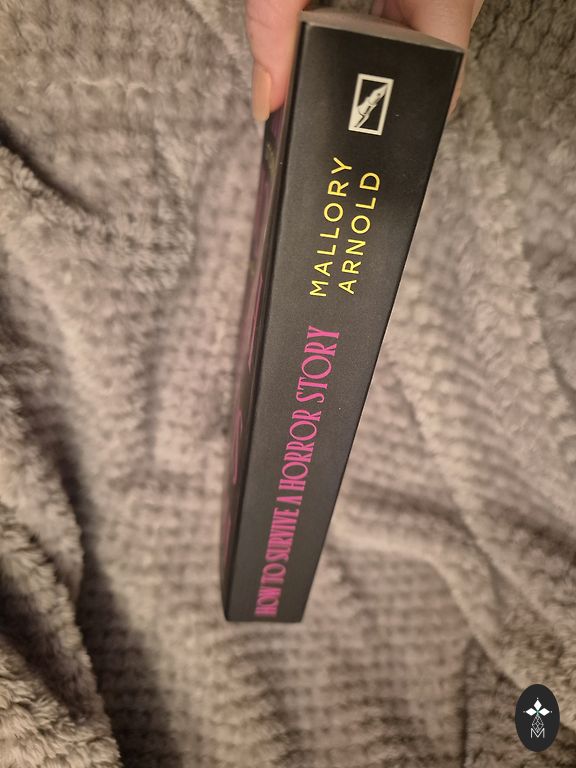 HOW TO SURVIVE A HORROR STORY
MALLORY
ARNOLD
M